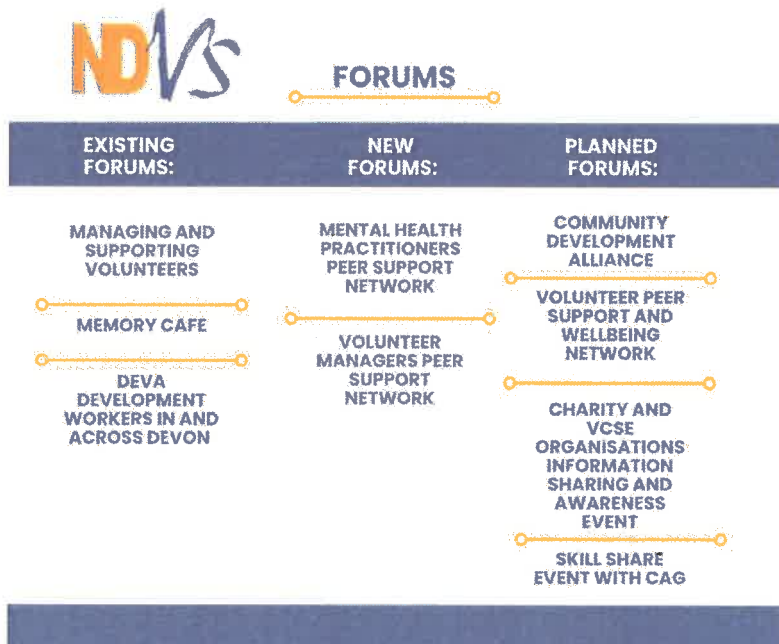 NDVS
FORUMS
EXISTING
FORUMS:
MANAGING AND
SUPPORTING
VOLUNTEERS
MEMORY CAFE
DEVA
DEVELOPMENT
WORKERS IN AND
ACROSS DEVON
NEW
FORUMS:
MENTAL HEALTH
PRACTITIONERS
PEER SUPPORT
NETWORK
VOLUNTEER
MANAGERS PEER
SUPPORT
NETWORK
PLANNED
FORUMS:
COMMUNITY
DEVELOPMENT
ALLIANCE
VOLUNTEER PEER
SUPPORT AND
WELLBEING
NETWORK
CHARITY AND
VCSE
ORGANISATIONS
INFORMATION
SHARING AND
AWARENESS
EVENT
SKILL SHARE
EVENT WITH CAG